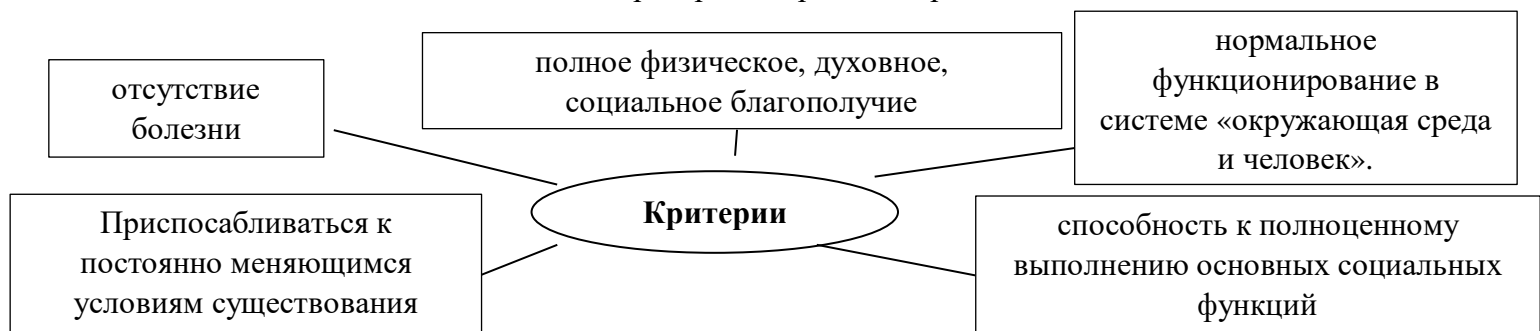 отсутствие
болезни
полное физическое, духовное,
социальное благополучие
нормальное
функционирование в
системе «окружающая среда
и человек».
Критерии
Приспосабливаться к
постоянно меняющимся
условиям существования
способность к полноценному
выполнению основных социальных
функций